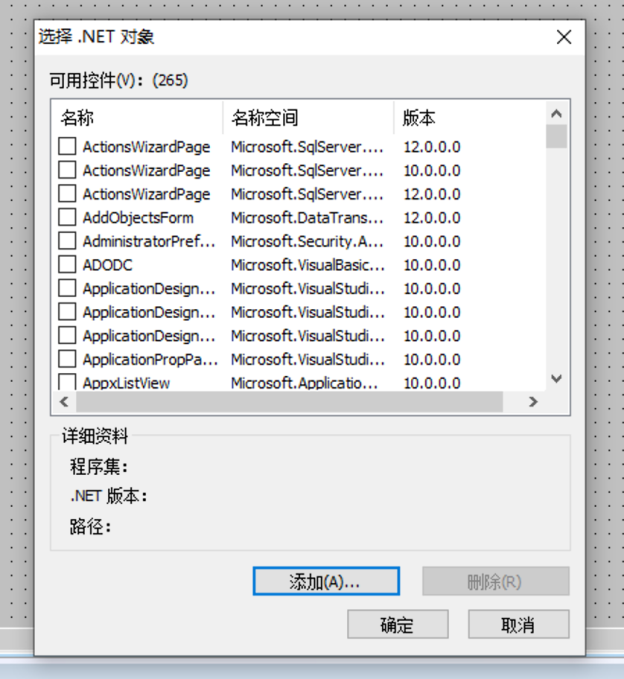 选择 .NET 对象
可用控件(V)：(265)
名称 名称空间 版本
ActionsWizardPage Microsoft.SqlServer.... 12.0.0.0
ActionsWizardPage Microsoft.SqlServer.... 10.0.0.0
ActionsWizardPage Microsoft.SqlServer.... 12.0.0.0
AddObjectsForm Microsoft.DataTrans... 12.0.0.0
AdministratorPref... Microsoft.Security.A... 10.0.0.0
ADODC Microsoft.VisualBasic... 10.0.0.0
ApplicationDesign... Microsoft.VisualStudi... 10.0.0.0
ApplicationDesign... Microsoft.VisualStudi... 10.0.0.0
ApplicationDesign... Microsoft.VisualStudi... 10.0.0.0
ApplicationPropPa... Microsoft.VisualStudi... 10.0.0.0
AppxListView Microsoft.Applicatio... 10.0.0.0
详细资料
程序集：
.NET 版本：
路径：
添加(A)... 删除(R)
确定 取消